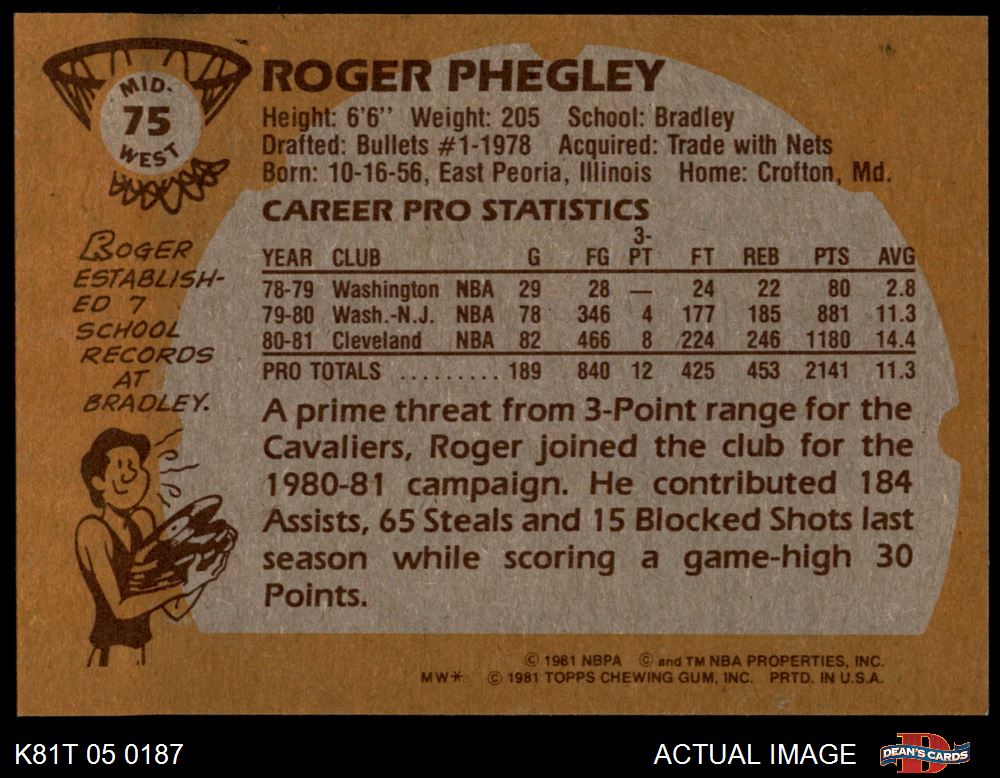 MID-
75
WEST
ROGER PHEGLEY
Height: 6'6'' Weight: 205 School: Bradley
Drafted: Bullets #1-1978 Acquired: Trade with Nets
Born: 10-16-56, East Peoria, Illinois Home: Crofton, Md.
CAREER PRO STATISTICS
YEAR CLUB G FG 3-PT FT REB PTS AVG
78-79 Washington NBA 29 28 — 24 22 80 2.8
79-80 Wash.-N.J. NBA 78 346 4 177 185 881 11.3
80-81 Cleveland NBA 82 466 8 224 246 1180 14.4
PRO TOTALS ......... 189 840 12 425 453 2141 11.3
ROGER
ESTABLISH-
ED 7
SCHOOL
RECORDS
AT
BRADLEY.
A prime threat from 3-Point range for the
Cavaliers, Roger joined the club for the
1980-81 campaign. He contributed 184
Assists, 65 Steals and 15 Blocked Shots last
season while scoring a game-high 30
Points.
© 1981 NBPA © and TM NBA PROPERTIES, INC.
MW* © 1981 TOPPS CHEWING GUM, INC. PRTD. IN U.S.A.
K81T 05 0187
ACTUAL IMAGE
DEAN'S CARDS